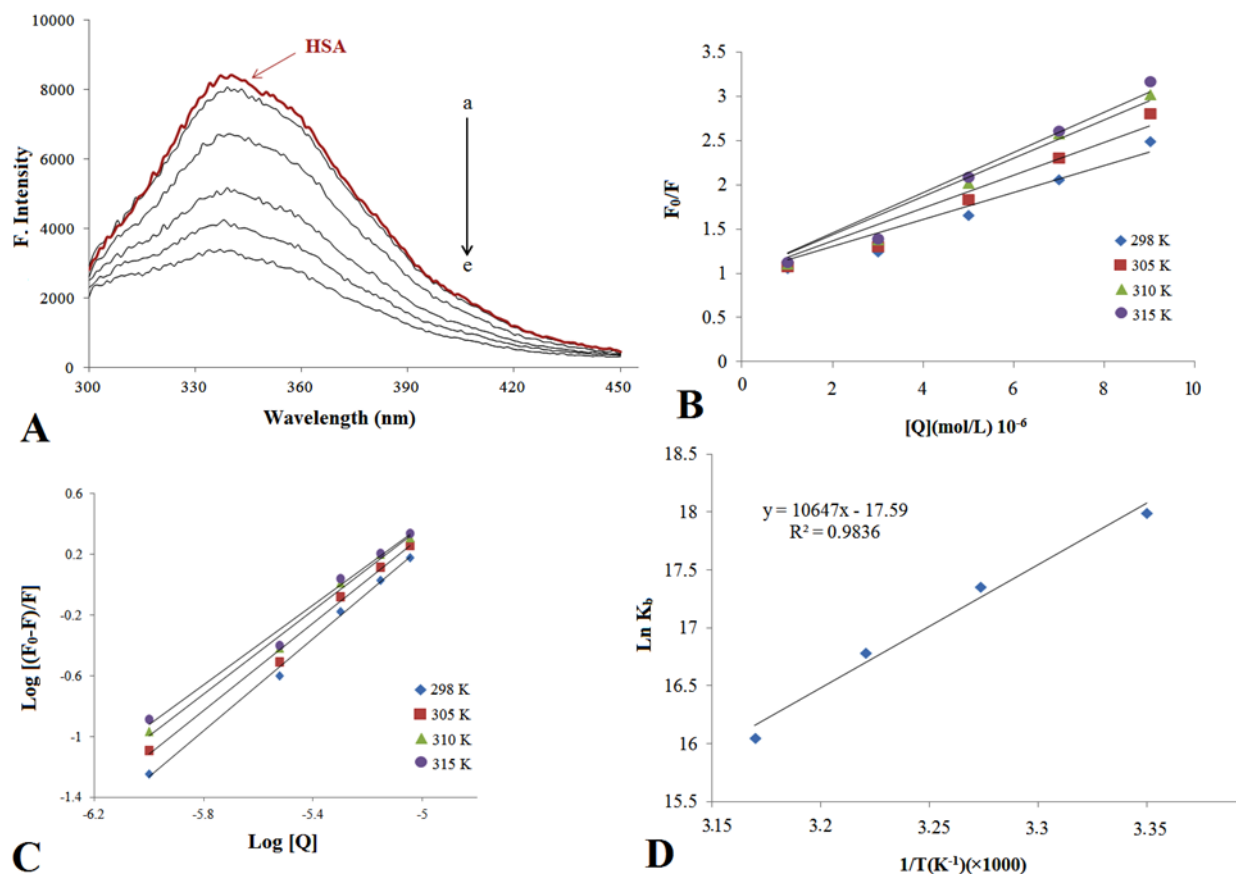 10000
8000
6000
4000
2000
0
F. Intensity
HSA
a
e
300
330
360
390
420
450
Wavelength (nm)
A
3.5
3
2.5
2
1.5
1
0.5
0
F₀/F
298 K
305 K
310 K
315 K
0
2
4
6
8
10
[Q](mol/L) 10⁻⁶
B
0.6
0.2
-0.2
-0.6
-1
-1.4
Log [(F₀-F)/F]
298 K
305 K
310 K
315 K
-6.2
-5.8
-5.4
-5
Log [Q]
C
18.5
18
17.5
17
16.5
16
15.5
Ln K_b
y = 10647x - 17.59
R² = 0.9836
3.15
3.2
3.25
3.3
3.35
1/T(K⁻¹)(×1000)
D